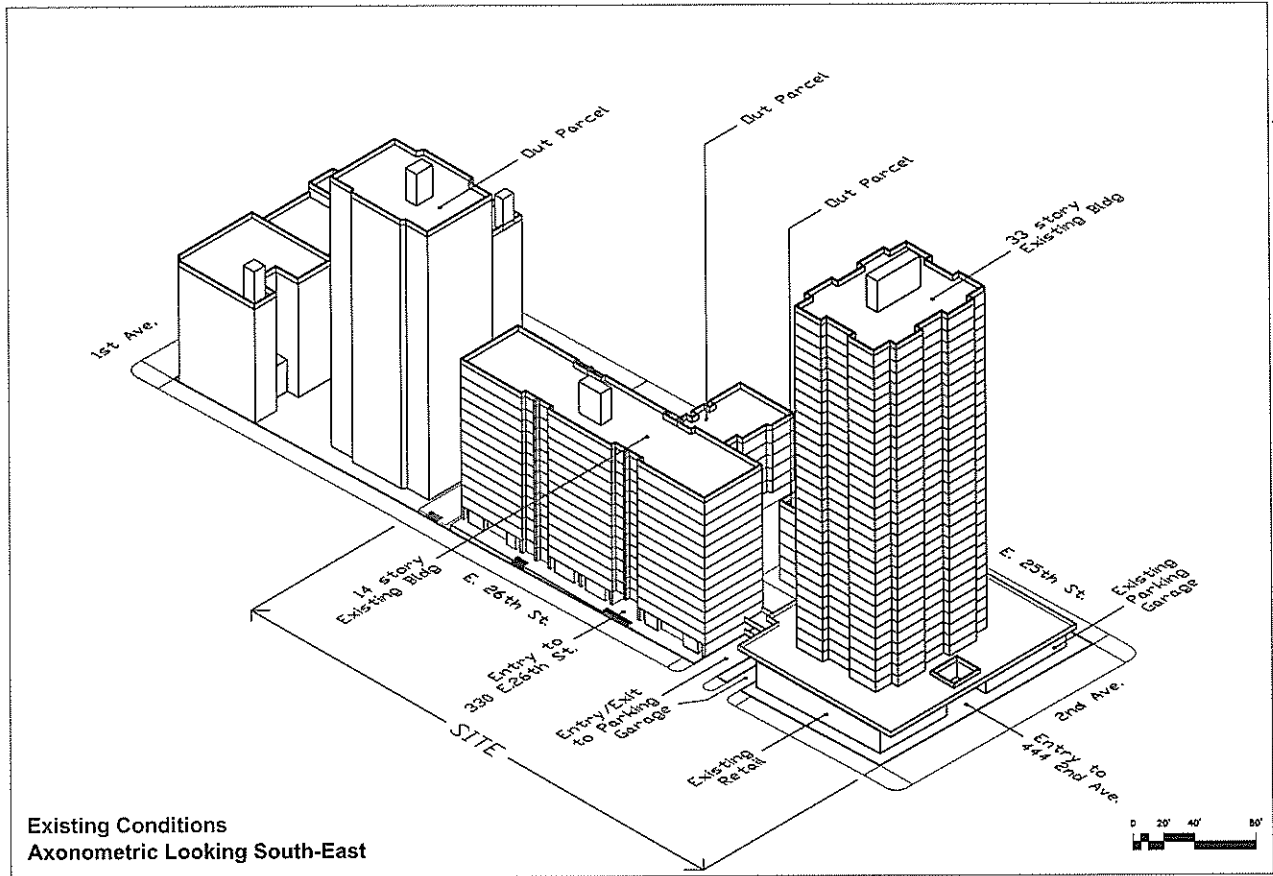 Out Parcel
Out Parcel
Out Parcel
33 story
Existing Bldg
1st Ave.
14 story
Existing Bldg
E. 26th St.
Entry to
330 E.26th St.
Entry/Exit
to Parking
Garage
SITE
Existing
Retail
E. 25th St.
Existing
Parking
Garage
2nd Ave.
Entry to
444 2nd Ave.
Existing Conditions
Axonometric Looking South-East
0 20' 40' 80'